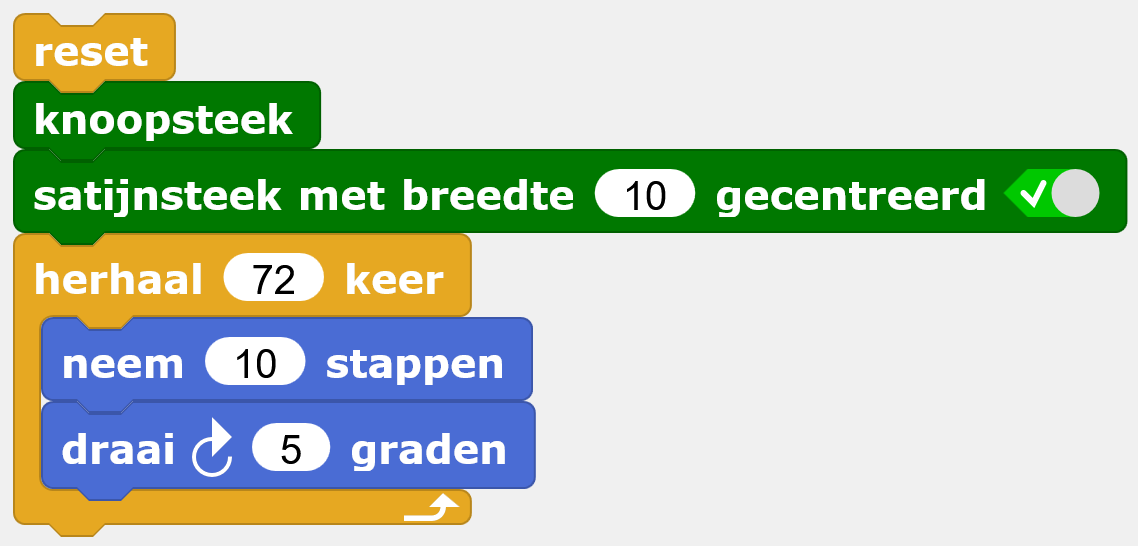 reset
knoopsteek
satijnsteek met breedte 10 gecentreerd
herhaal 72 keer
neem 10 stappen
draai 5 graden